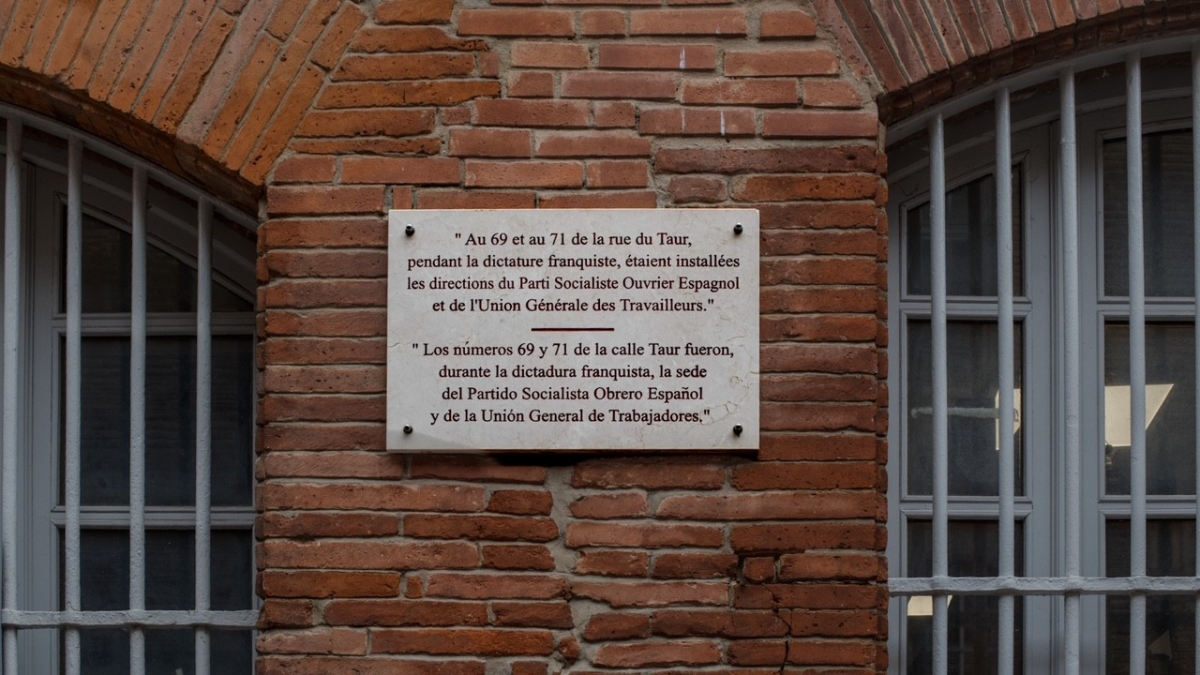 " Au 69 et au 71 de la rue du Taur,
pendant la dictature franquiste, étaient installées
les directions du Parti Socialiste Ouvrier Espagnol
et de l'Union Générale des Travailleurs."
" Los números 69 y 71 de la calle Taur fueron,
durante la dictadura franquista, la sede
del Partido Socialista Obrero Español
y de la Unión General de Trabajadores."